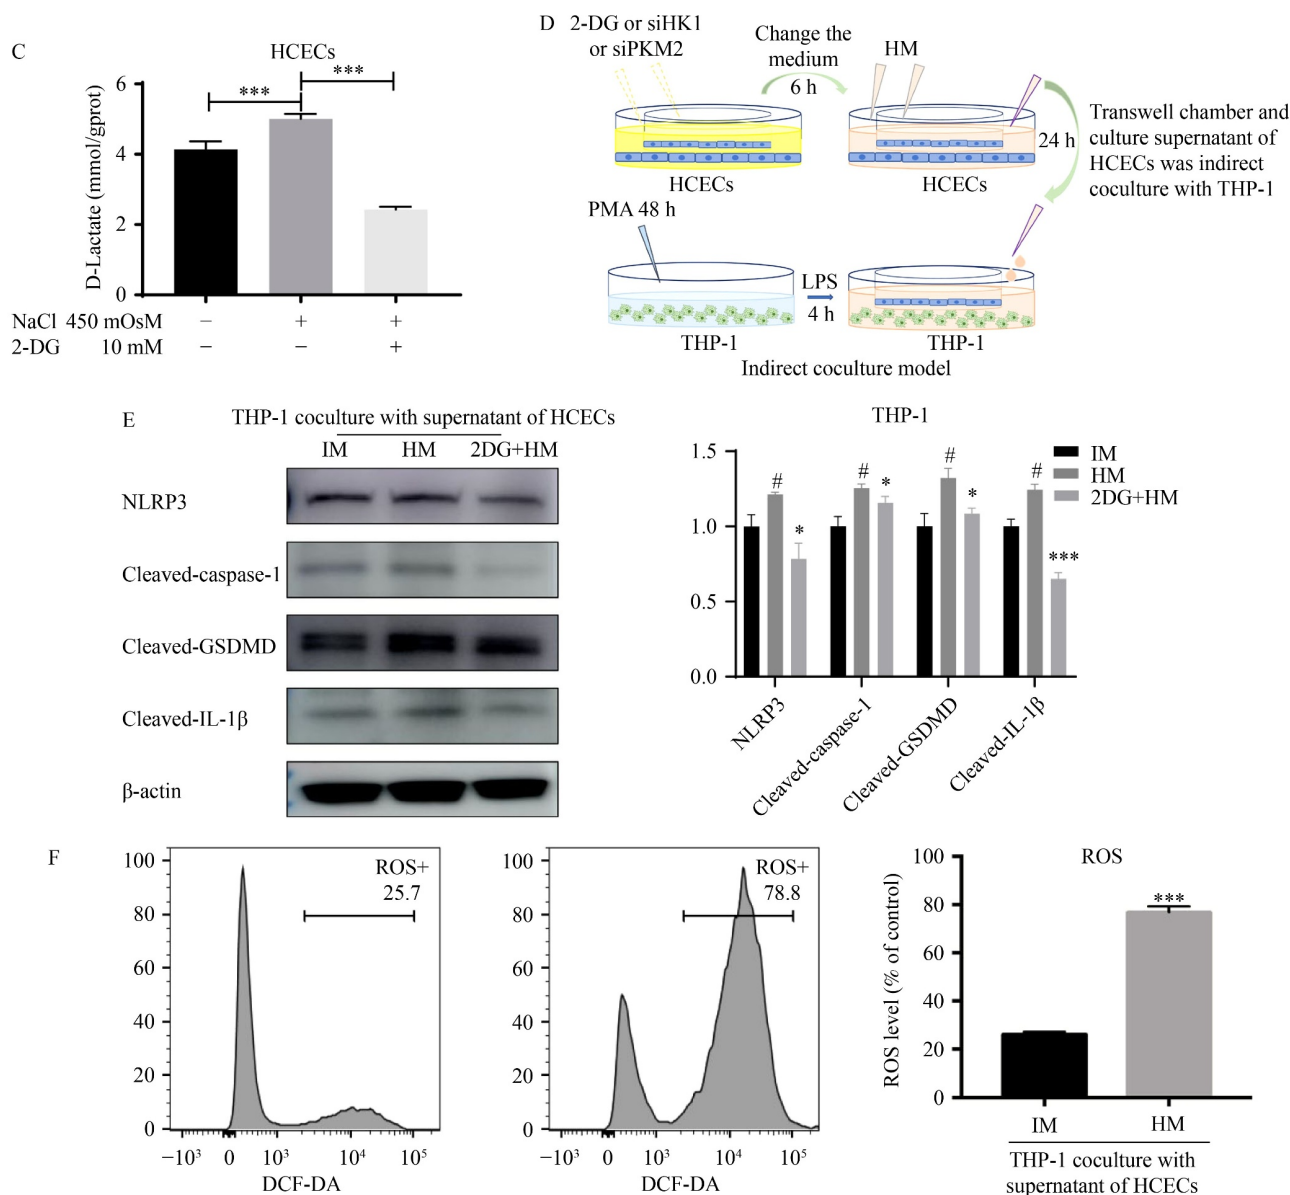 C
HCECs
***
***
D-Lactate (mmol/gprot)
6
4
2
0
NaCl 450 mOsM − + +
2-DG 10 mM − − +
D
2-DG or siHK1
or siPKM2
Change the
medium
6 h
HM
24 h
Transwell chamber and
culture supernatant of
HCECs was indirect
coculture with THP-1
HCECs
HCECs
PMA 48 h
LPS
4 h
THP-1
THP-1
Indirect coculture model
E
THP-1 coculture with supernatant of HCECs
IM HM 2DG+HM
NLRP3
Cleaved-caspase-1
Cleaved-GSDMD
Cleaved-IL-1β
β-actin
THP-1
1.5
1.0
0.5
0.0
# * # * # * # ***
IM
HM
2DG+HM
NLRP3
Cleaved-caspase-1
Cleaved-GSDMD
Cleaved-IL-1β
F
100
80
60
40
20
0
ROS+
25.7
−10³ 0 10³ 10⁴ 10⁵
DCF-DA
100
80
60
40
20
0
ROS+
78.8
−10³ 0 10³ 10⁴ 10⁵
DCF-DA
ROS
ROS level (% of control)
100
80
60
40
20
0
***
IM HM
THP-1 coculture with
supernatant of HCECs